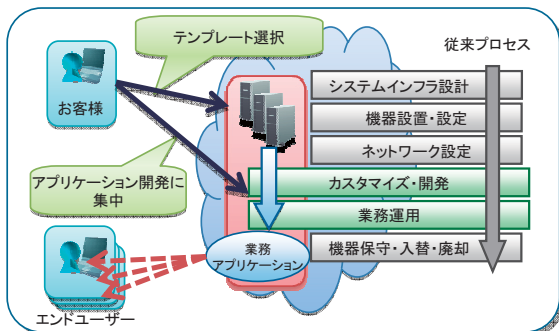 テンプレート選択
従来プロセス
お客様
システムインフラ設計
機器設置・設定
ネットワーク設定
アプリケーション開発に
集中
カスタマイズ・開発
業務運用
業務
アプリケーション
機器保守・入替・廃却
エンドユーザー